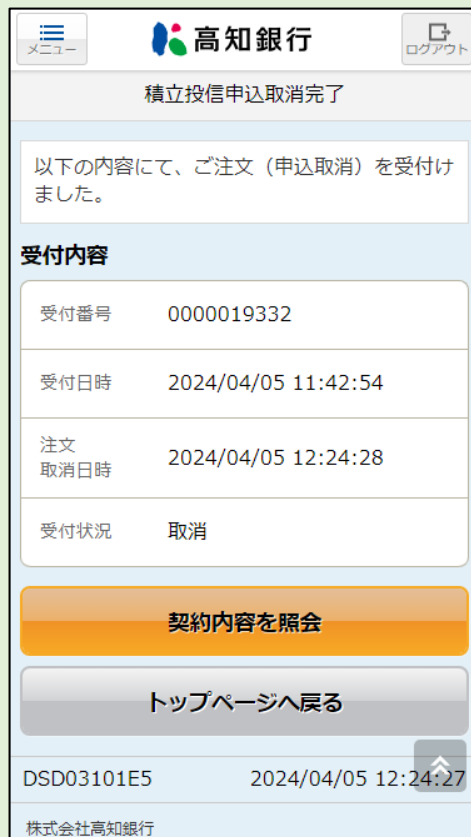 メニュー
高知銀行
ログアウト
積立投信申込取消完了
以下の内容にて、ご注文（申込取消）を受付け
ました。
受付内容
受付番号 0000019332
受付日時 2024/04/05 11:42:54
注文
取消日時 2024/04/05 12:24:28
受付状況 取消
契約内容を照会
トップページへ戻る
DSD03101E5 2024/04/05 12:24:27
株式会社高知銀行